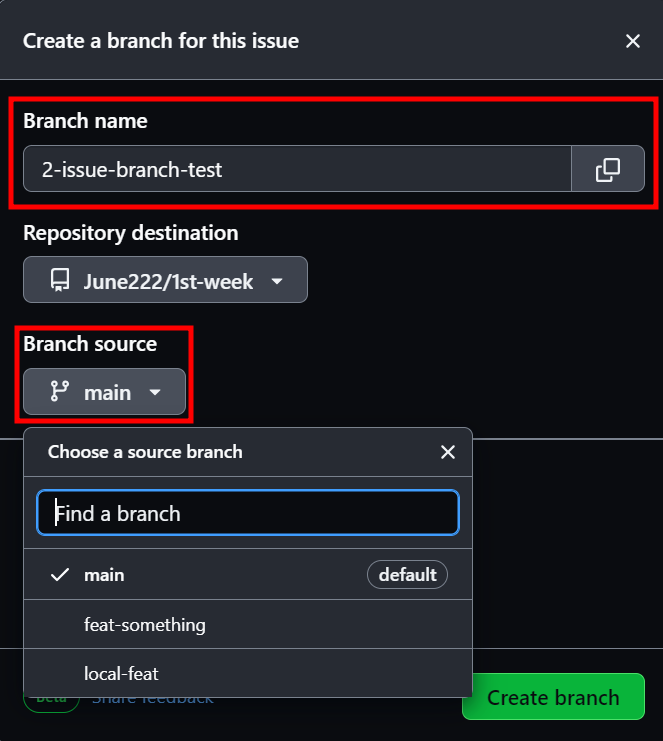 Create a branch for this issue
Branch name
2-issue-branch-test
Repository destination
June222/1st-week
Branch source
main
Choose a source branch
Find a branch
main default
feat-something
local-feat
Beta Share feedback
Create branch